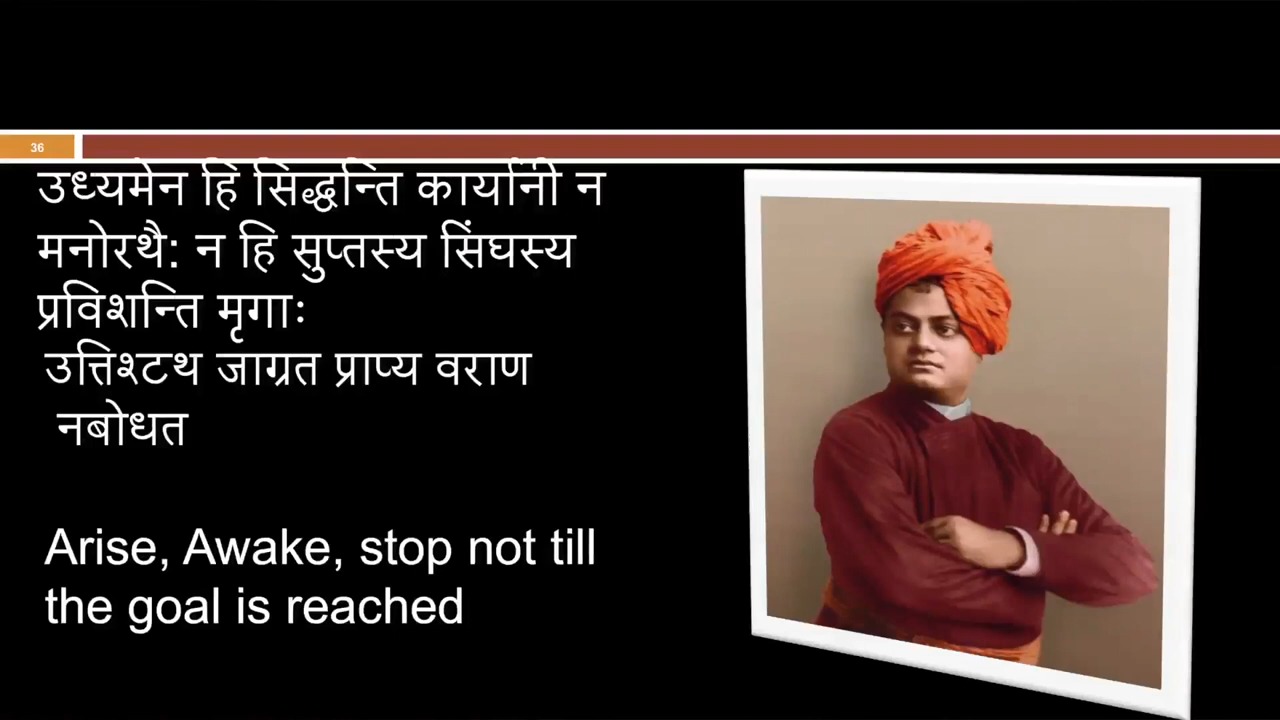 36
उध्यमेन हि सिद्धन्ति कार्यानी न
मनोरथै: न हि सुप्तस्य सिंघस्य
प्रविशन्ति मृगाः
उत्तिश्टथ जाग्रत प्राप्य वराण
नबोधत
Arise, Awake, stop not till
the goal is reached